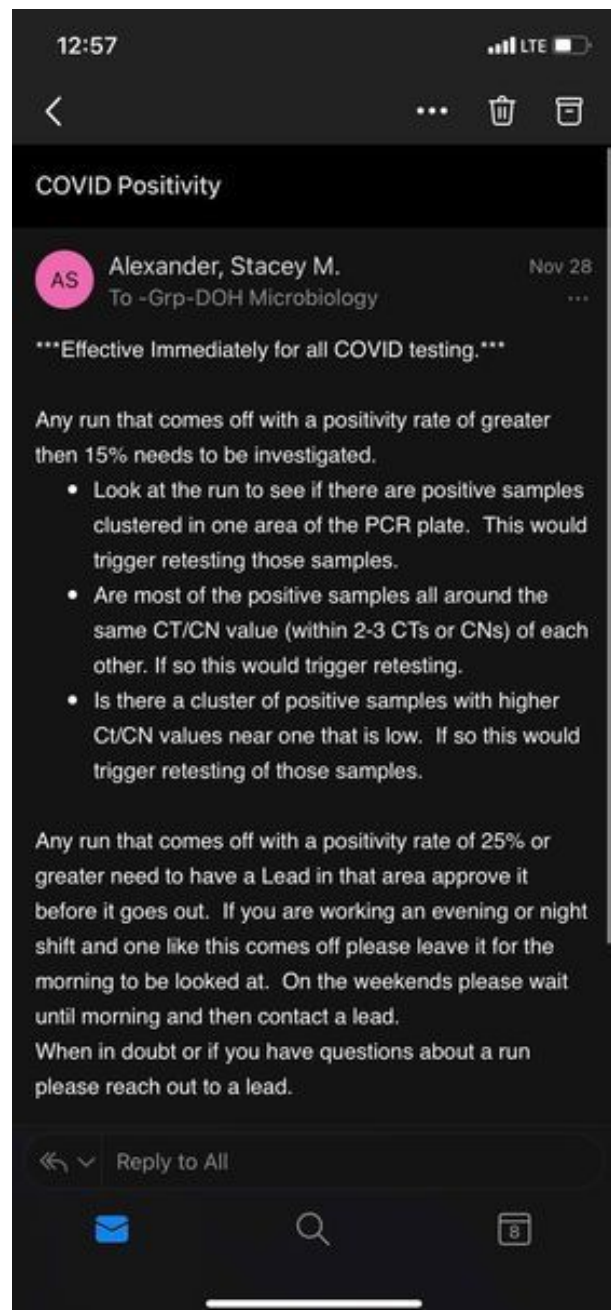 12:57
LTE
COVID Positivity
AS
Alexander, Stacey M.
Nov 28
To -Grp-DOH Microbiology
***Effective Immediately for all COVID testing.***
Any run that comes off with a positivity rate of greater
then 15% needs to be investigated.
• Look at the run to see if there are positive samples
clustered in one area of the PCR plate. This would
trigger retesting those samples.
• Are most of the positive samples all around the
same CT/CN value (within 2-3 CTs or CNs) of each
other. If so this would trigger retesting.
• Is there a cluster of positive samples with higher
Ct/CN values near one that is low. If so this would
trigger retesting of those samples.
Any run that comes off with a positivity rate of 25% or
greater need to have a Lead in that area approve it
before it goes out. If you are working an evening or night
shift and one like this comes off please leave it for the
morning to be looked at. On the weekends please wait
until morning and then contact a lead.
When in doubt or if you have questions about a run
please reach out to a lead.
Reply to All
8